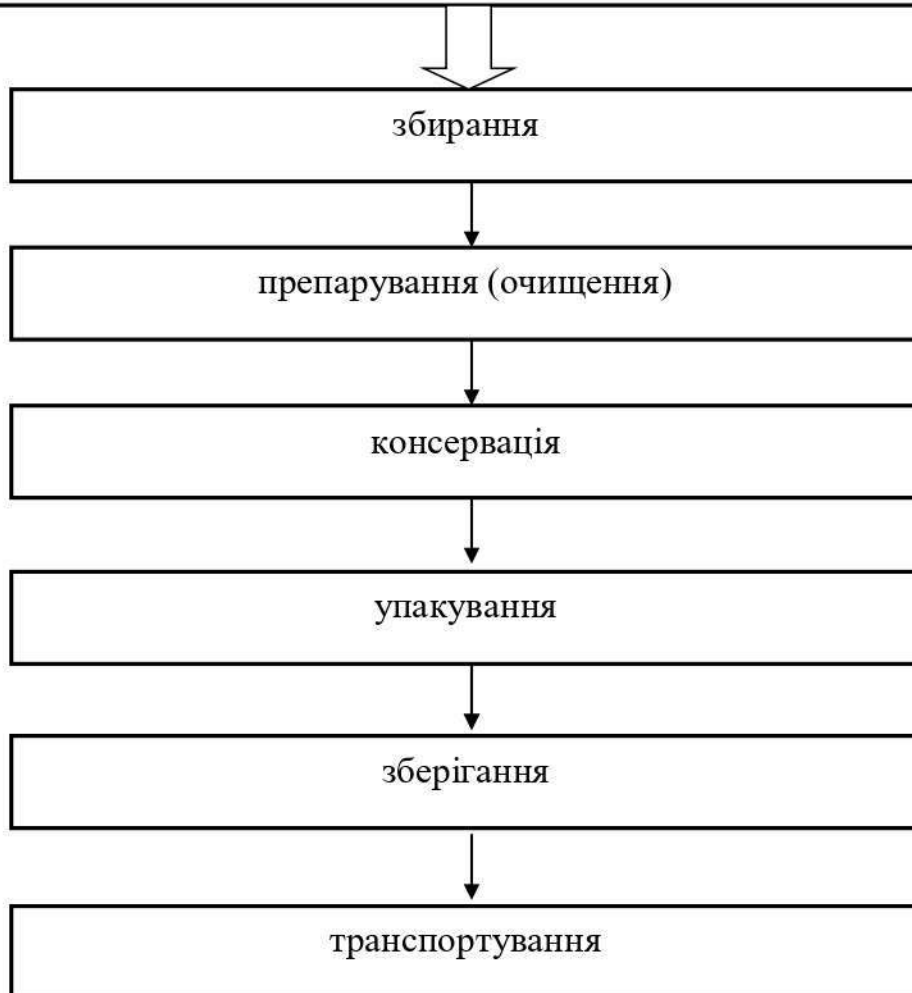 збирання
препарування (очищення)
консервація
упакування
зберігання
транспортування